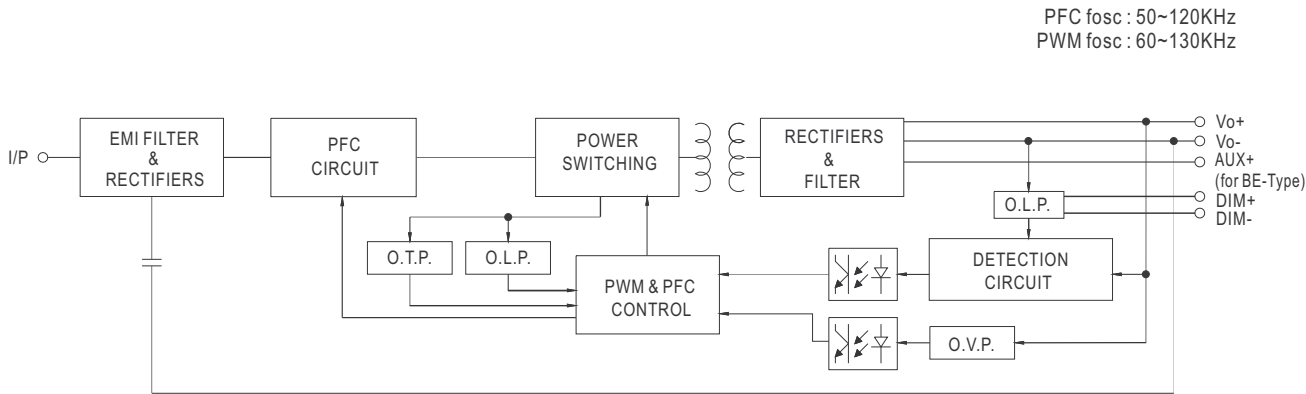 PFC fosc : 50~120KHz
PWM fosc : 60~130KHz
I/P
EMI FILTER
&
RECTIFIERS
PFC
CIRCUIT
POWER
SWITCHING
RECTIFIERS
&
FILTER
Vo+
Vo-
AUX+
(for BE-Type)
DIM+
DIM-
O.L.P.
O.T.P.
O.L.P.
PWM & PFC
CONTROL
DETECTION
CIRCUIT
O.V.P.